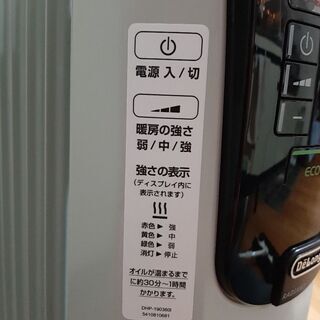 電源 入/切
暖房の強さ
弱/中/強
強さの表示
(ディスプレイ内に
表示されます)
赤色▶ 強
黄色▶ 中
緑色▶ 弱
消灯▶停止
オイルが温まるまで
に約30分~1時間
かかります。
5410810681
ECO
DeLong